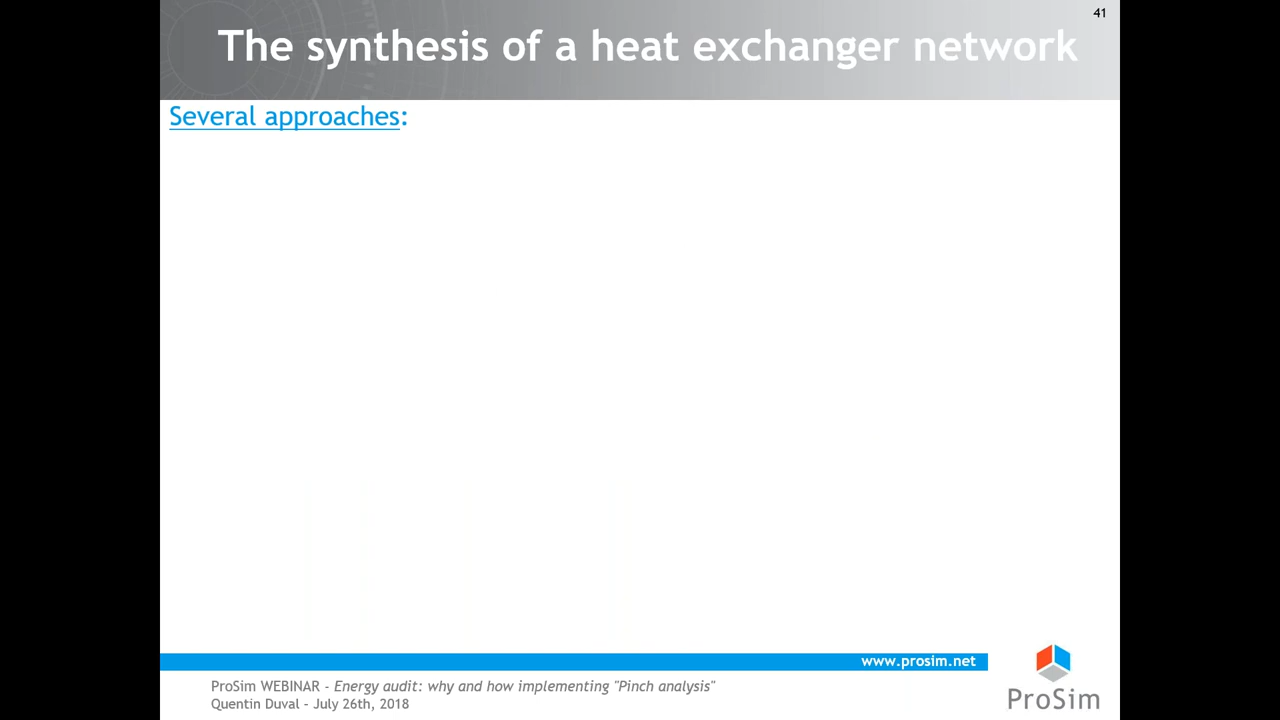 41
The synthesis of a heat exchanger network
Several approaches:
www.prosim.net
ProSim WEBINAR - Energy audit: why and how implementing "Pinch analysis"
Quentin Duval – July 26th, 2018
ProSim